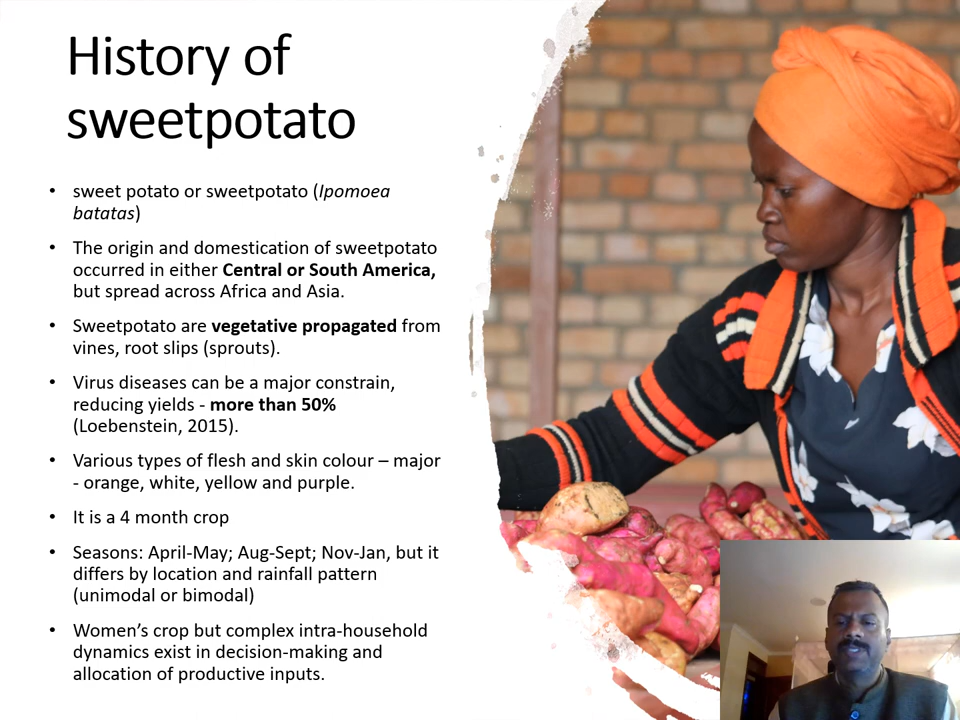 History of
sweetpotato
• sweet potato or sweetpotato (Ipomoea
batatas)
• The origin and domestication of sweetpotato
occurred in either Central or South America,
but spread across Africa and Asia.
• Sweetpotato are vegetative propagated from
vines, root slips (sprouts).
• Virus diseases can be a major constrain,
reducing yields - more than 50%
(Loebenstein, 2015).
• Various types of flesh and skin colour – major
- orange, white, yellow and purple.
• It is a 4 month crop
• Seasons: April-May; Aug-Sept; Nov-Jan, but it
differs by location and rainfall pattern
(unimodal or bimodal)
• Women’s crop but complex intra-household
dynamics exist in decision-making and
allocation of productive inputs.